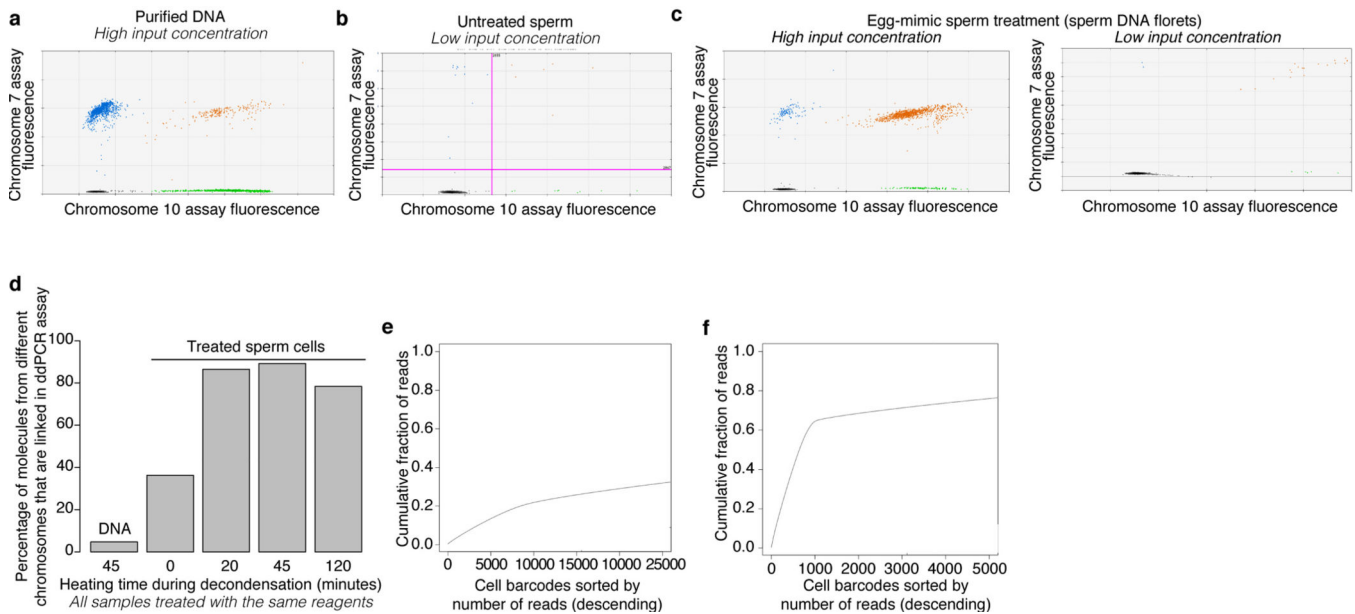 a
Purified DNA
High input concentration
Chromosome 7 assay
fluorescence
Chromosome 10 assay fluorescence
b
Untreated sperm
Low input concentration
Chromosome 7 assay
fluorescence
Chromosome 10 assay fluorescence
c
Egg-mimic sperm treatment (sperm DNA florets)
High input concentration
Low input concentration
Chromosome 7 assay
fluorescence
Chromosome 10 assay fluorescence
Chromosome 7 assay
fluorescence
Chromosome 10 assay fluorescence
d
Percentage of molecules from different
chromosomes that are linked in ddPCR assay
100
80
60
40
20
0
Treated sperm cells
DNA
45 0 20 45 120
Heating time during decondensation (minutes)
All samples treated with the same reagents
e
Cumulative fraction of reads
1.0
0.8
0.6
0.4
0.2
0.0
0 5000 10000 15000 20000 25000
Cell barcodes sorted by
number of reads (descending)
f
Cumulative fraction of reads
1.0
0.8
0.6
0.4
0.2
0.0
0 1000 2000 3000 4000 5000
Cell barcodes sorted by
number of reads (descending)